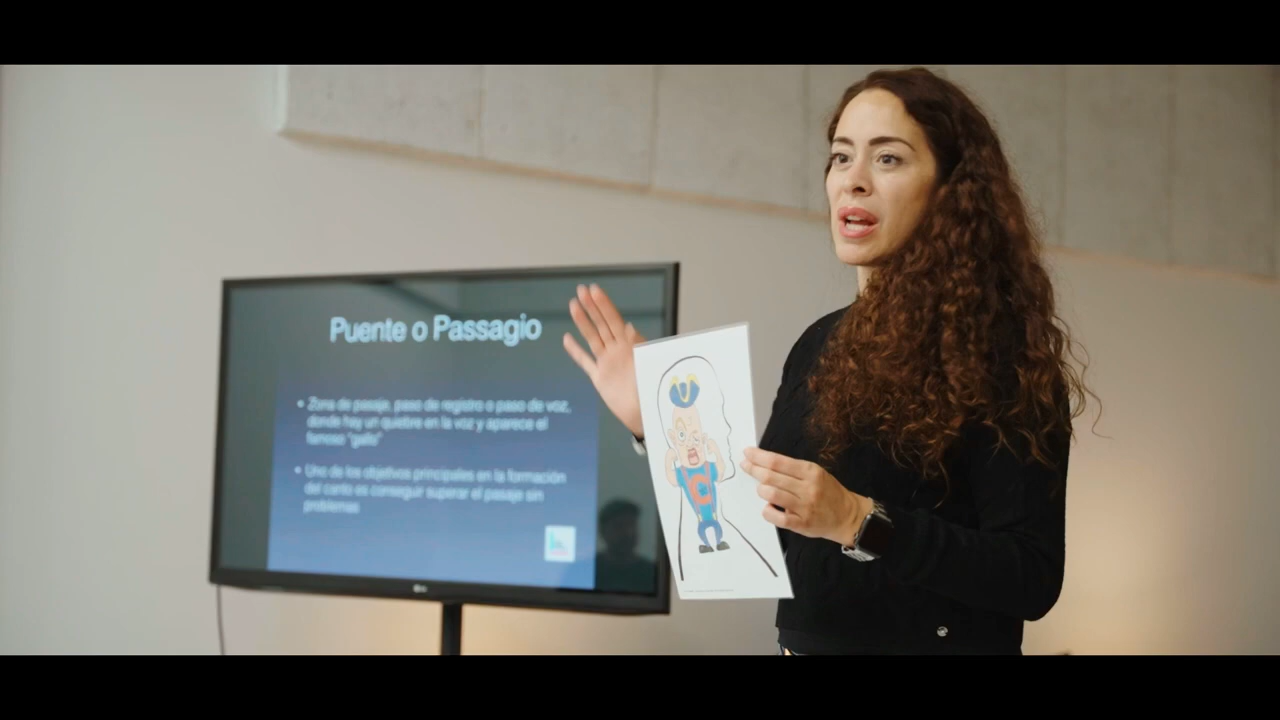 Puente o Passagio
• Zona de pasaje, paso de registro o paso de voz,
donde hay un quiebre en la voz y aparece el
famoso "gallo"
• Uno de los objetivos principales en la formación
del canto es conseguir superar el pasaje sin
problemas
LG